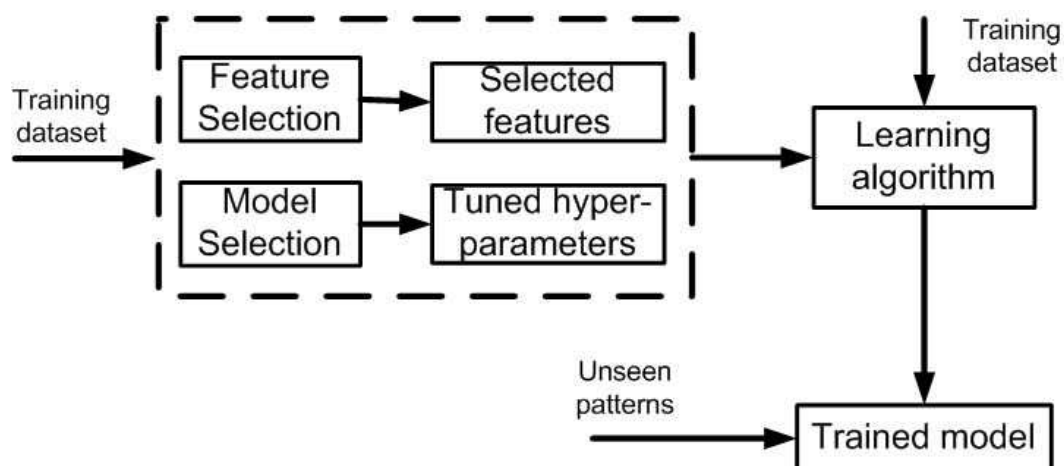 Training
dataset
Feature
Selection
Selected
features
Model
Selection
Tuned hyper-
parameters
Training
dataset
Learning
algorithm
Unseen
patterns
Trained model